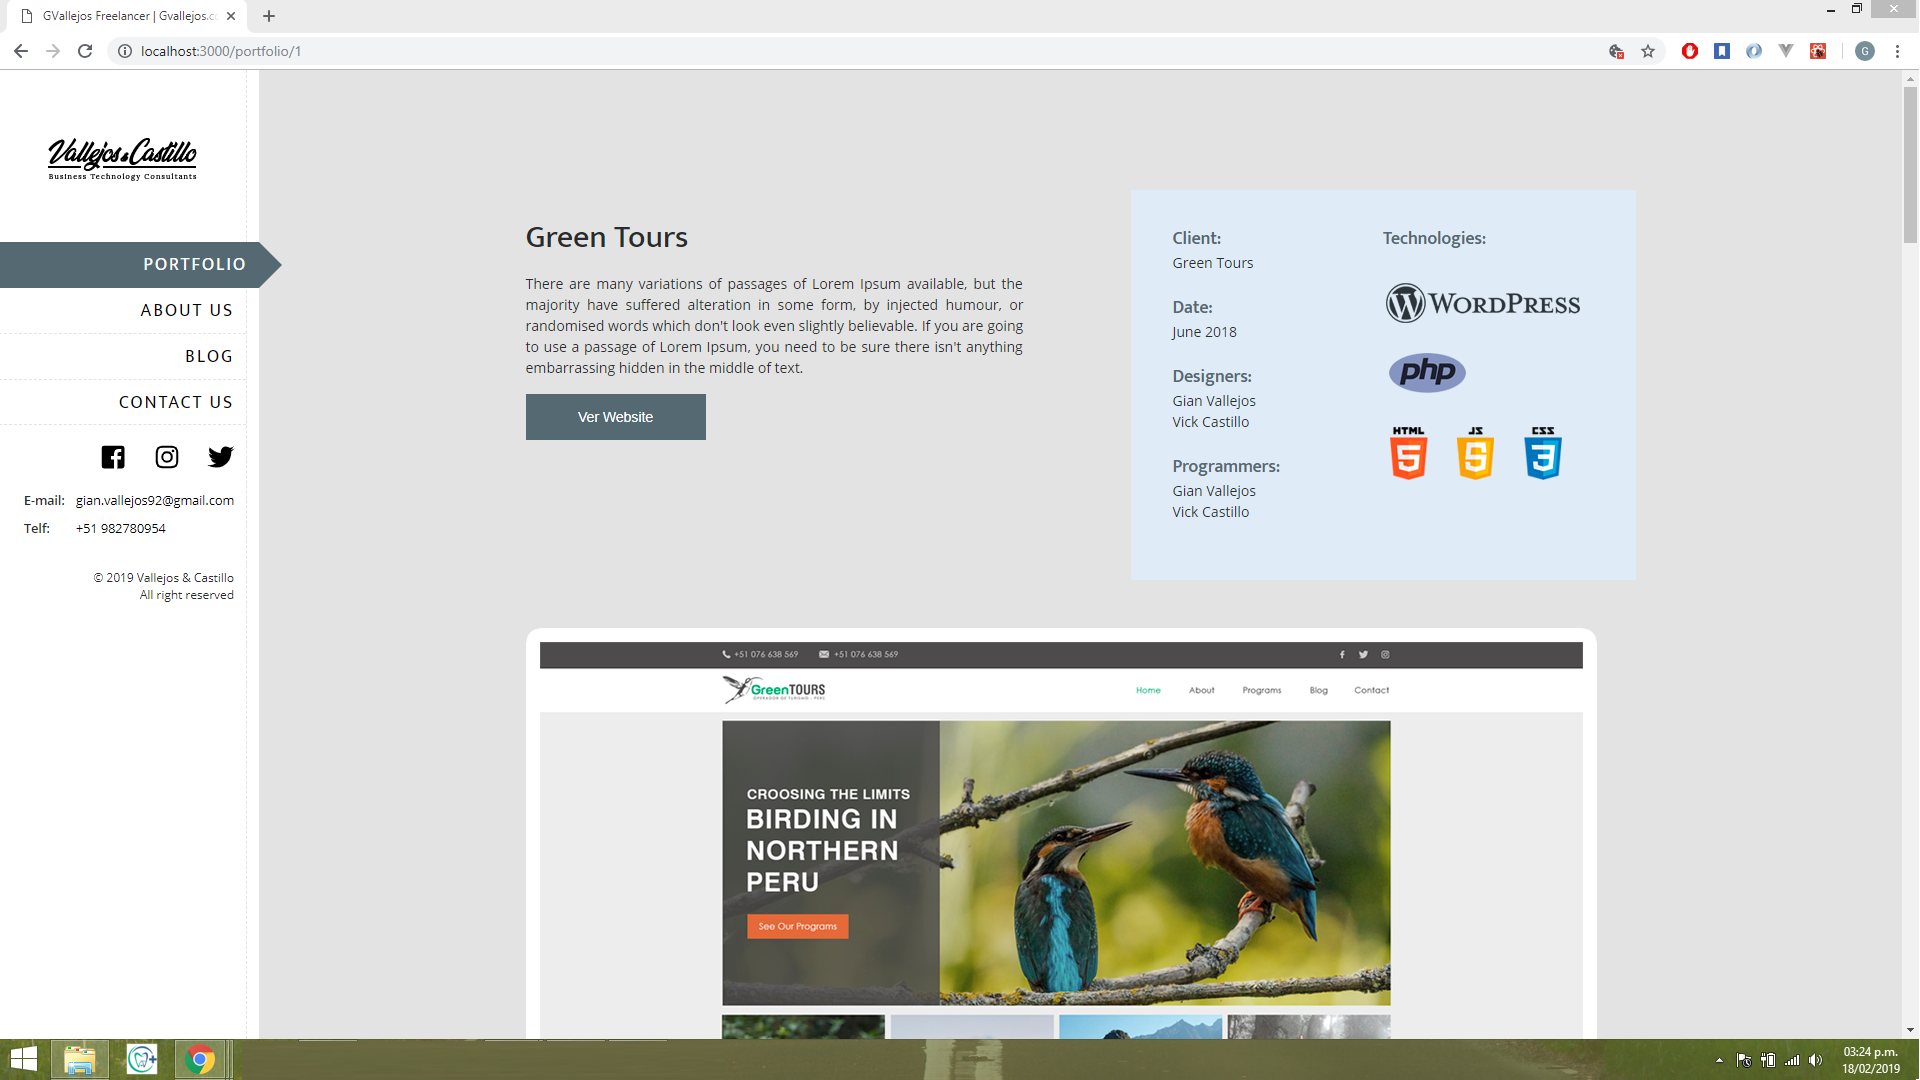 GVallejos Freelancer | Gvallejos.c
localhost:3000/portfolio/1
G
Vallejos & Castillo
Business Technology Consultants
PORTFOLIO
ABOUT US
BLOG
CONTACT US
E-mail: gian.vallejos92@gmail.com
Telf: +51 982780954
© 2019 Vallejos & Castillo
All right reserved
Green Tours
There are many variations of passages of Lorem Ipsum available, but the
majority have suffered alteration in some form, by injected humour, or
randomised words which don't look even slightly believable. If you are going
to use a passage of Lorem Ipsum, you need to be sure there isn't anything
embarrassing hidden in the middle of text.
Ver Website
Client:
Green Tours
Date:
June 2018
Designers:
Gian Vallejos
Vick Castillo
Programmers:
Gian Vallejos
Vick Castillo
Technologies:
WORDPRESS
php
HTML JS CSS
5 S 3
+51 076 638 569 +51 076 638 569
GreenTOURS
OPERADOR DE TURISMO - PERU
Home About Programs Blog Contact
CROOSING THE LIMITS
BIRDING IN
NORTHERN
PERU
See Our Programs
03:24 p.m.
18/02/2019